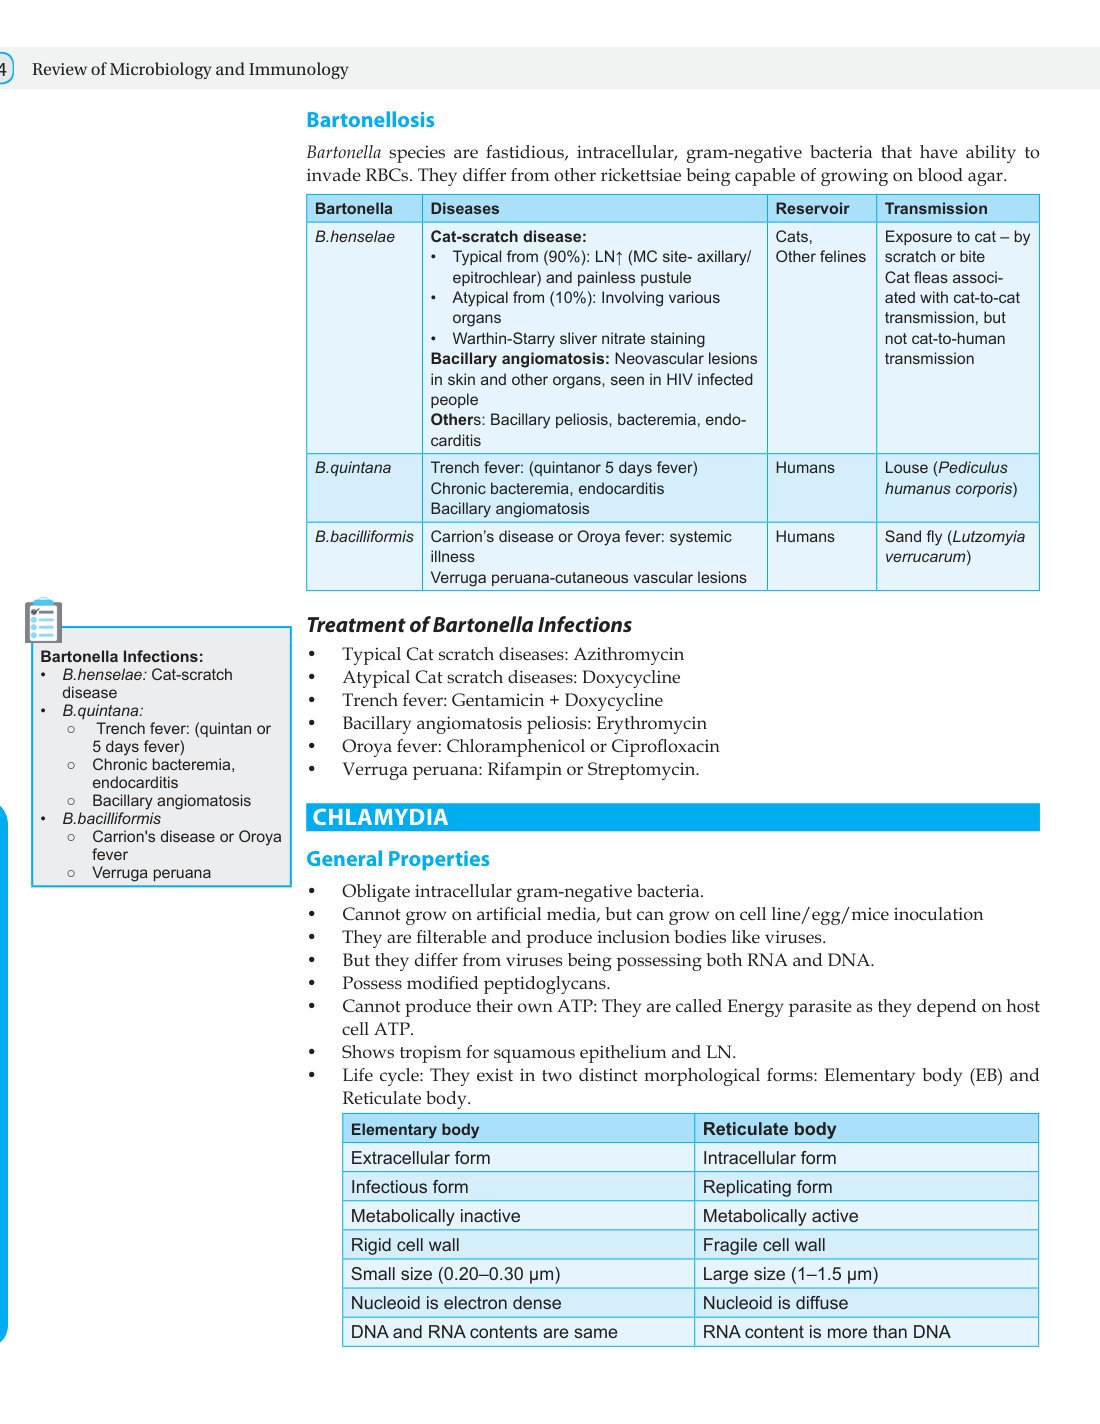 4 Review of Microbiology and Immunology
Bartonellosis
Bartonella species are fastidious, intracellular, gram-negative bacteria that have ability to
invade RBCs. They differ from other rickettsiae being capable of growing on blood agar.
Bartonella Diseases Reservoir Transmission
B.henselae
Cat-scratch disease:
• Typical from (90%): LN↑ (MC site- axillary/
epitrochlear) and painless pustule
• Atypical from (10%): Involving various
organs
• Warthin-Starry sliver nitrate staining
Bacillary angiomatosis: Neovascular lesions
in skin and other organs, seen in HIV infected
people
Others: Bacillary peliosis, bacteremia, endo-
carditis
Cats,
Other felines
Exposure to cat – by
scratch or bite
Cat fleas associ-
ated with cat-to-cat
transmission, but
not cat-to-human
transmission
B.quintana
Trench fever: (quintanor 5 days fever)
Chronic bacteremia, endocarditis
Bacillary angiomatosis
Humans
Louse (Pediculus
humanus corporis)
B.bacilliformis
Carrion’s disease or Oroya fever: systemic
illness
Verruga peruana-cutaneous vascular lesions
Humans
Sand fly (Lutzomyia
verrucarum)
Treatment of Bartonella Infections
• Typical Cat scratch diseases: Azithromycin
• Atypical Cat scratch diseases: Doxycycline
• Trench fever: Gentamicin + Doxycycline
• Bacillary angiomatosis peliosis: Erythromycin
• Oroya fever: Chloramphenicol or Ciprofloxacin
• Verruga peruana: Rifampin or Streptomycin.
Bartonella Infections:
• B.henselae: Cat-scratch
disease
• B.quintana:
○ Trench fever: (quintan or
5 days fever)
○ Chronic bacteremia,
endocarditis
○ Bacillary angiomatosis
• B.bacilliformis
○ Carrion's disease or Oroya
fever
○ Verruga peruana
CHLAMYDIA
General Properties
• Obligate intracellular gram-negative bacteria.
• Cannot grow on artificial media, but can grow on cell line/egg/mice inoculation
• They are filterable and produce inclusion bodies like viruses.
• But they differ from viruses being possessing both RNA and DNA.
• Possess modified peptidoglycans.
• Cannot produce their own ATP: They are called Energy parasite as they depend on host
cell ATP.
• Shows tropism for squamous epithelium and LN.
• Life cycle: They exist in two distinct morphological forms: Elementary body (EB) and
Reticulate body.
Elementary body Reticulate body
Extracellular form Intracellular form
Infectious form Replicating form
Metabolically inactive Metabolically active
Rigid cell wall Fragile cell wall
Small size (0.20–0.30 µm) Large size (1–1.5 µm)
Nucleoid is electron dense Nucleoid is diffuse
DNA and RNA contents are same RNA content is more than DNA